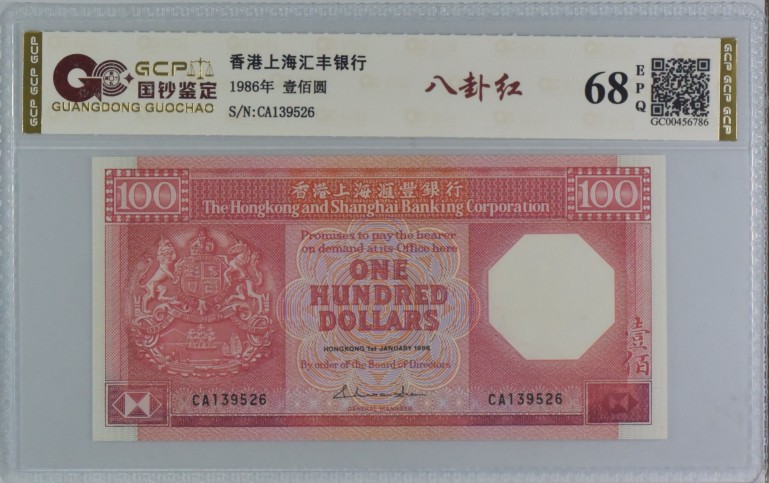 GCP GCP GCP
GCP
国钞鉴定
GUANGDONG GUOCHAO
香港上海汇丰银行
1986年 壹佰圆
S/N:CA139526
八卦红
68
EPQ
GC00456786
GCP GCP GCP
100
香港上海滙豐銀行
100
The Hongkong and Shanghai Banking Corporation
Promises to pay the bearer
on demand at its Office here
ONE
HUNDRED
DOLLARS
HONGKONG 1st JANUARY 1986
By order of the Board of Directors
壹佰
CA139526
CA139526
GENERAL MANAGER